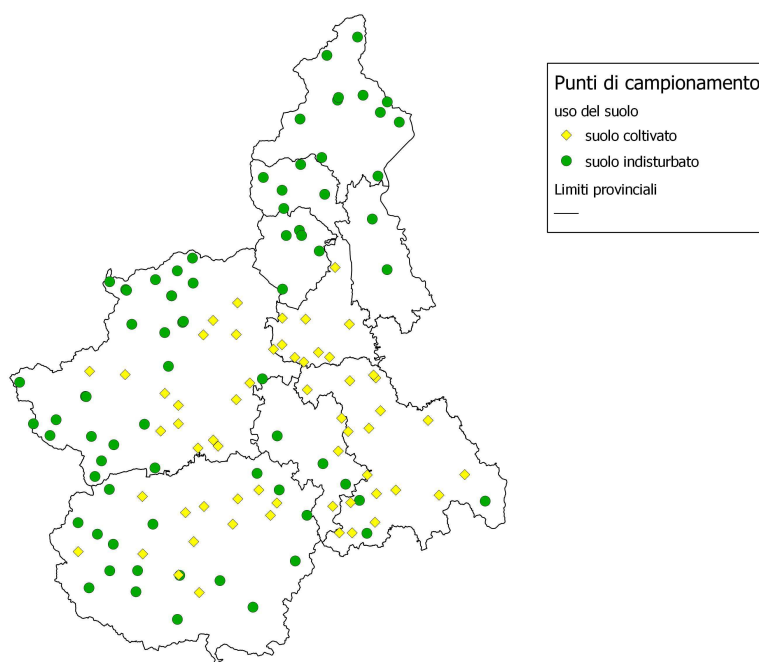 Punti di campionamento
uso del suolo
suolo coltivato
suolo indisturbato
Limiti provinciali